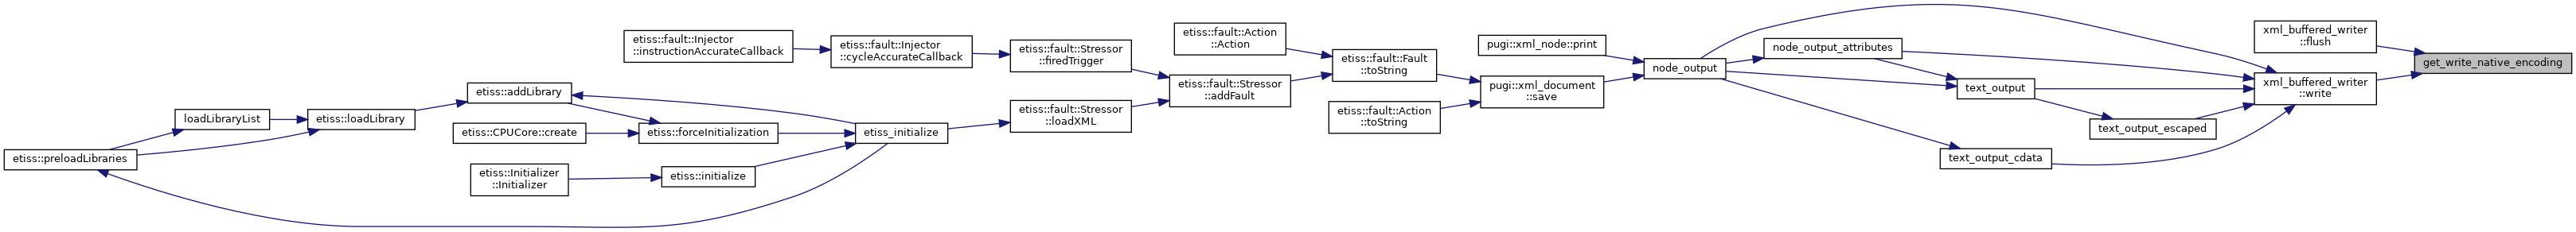 etiss::preloadLibraries
loadLibraryList
etiss::loadLibrary
etiss::addLibrary
etiss::CPUCore::create
etiss::Initializer
::Initializer
etiss::fault::Injector
::instructionAccurateCallback
etiss::forceInitialization
etiss::initialize
etiss::fault::Injector
::cycleAccurateCallback
etiss_initialize
etiss::fault::Stressor
::firedTrigger
etiss::fault::Stressor
::loadXML
etiss::fault::Action
::Action
etiss::fault::Stressor
::addFault
etiss::fault::Fault
::toString
etiss::fault::Action
::toString
pugi::xml_node::print
pugi::xml_document
::save
node_output
node_output_attributes
text_output
text_output_cdata
text_output_escaped
xml_buffered_writer
::flush
xml_buffered_writer
::write
get_write_native_encoding